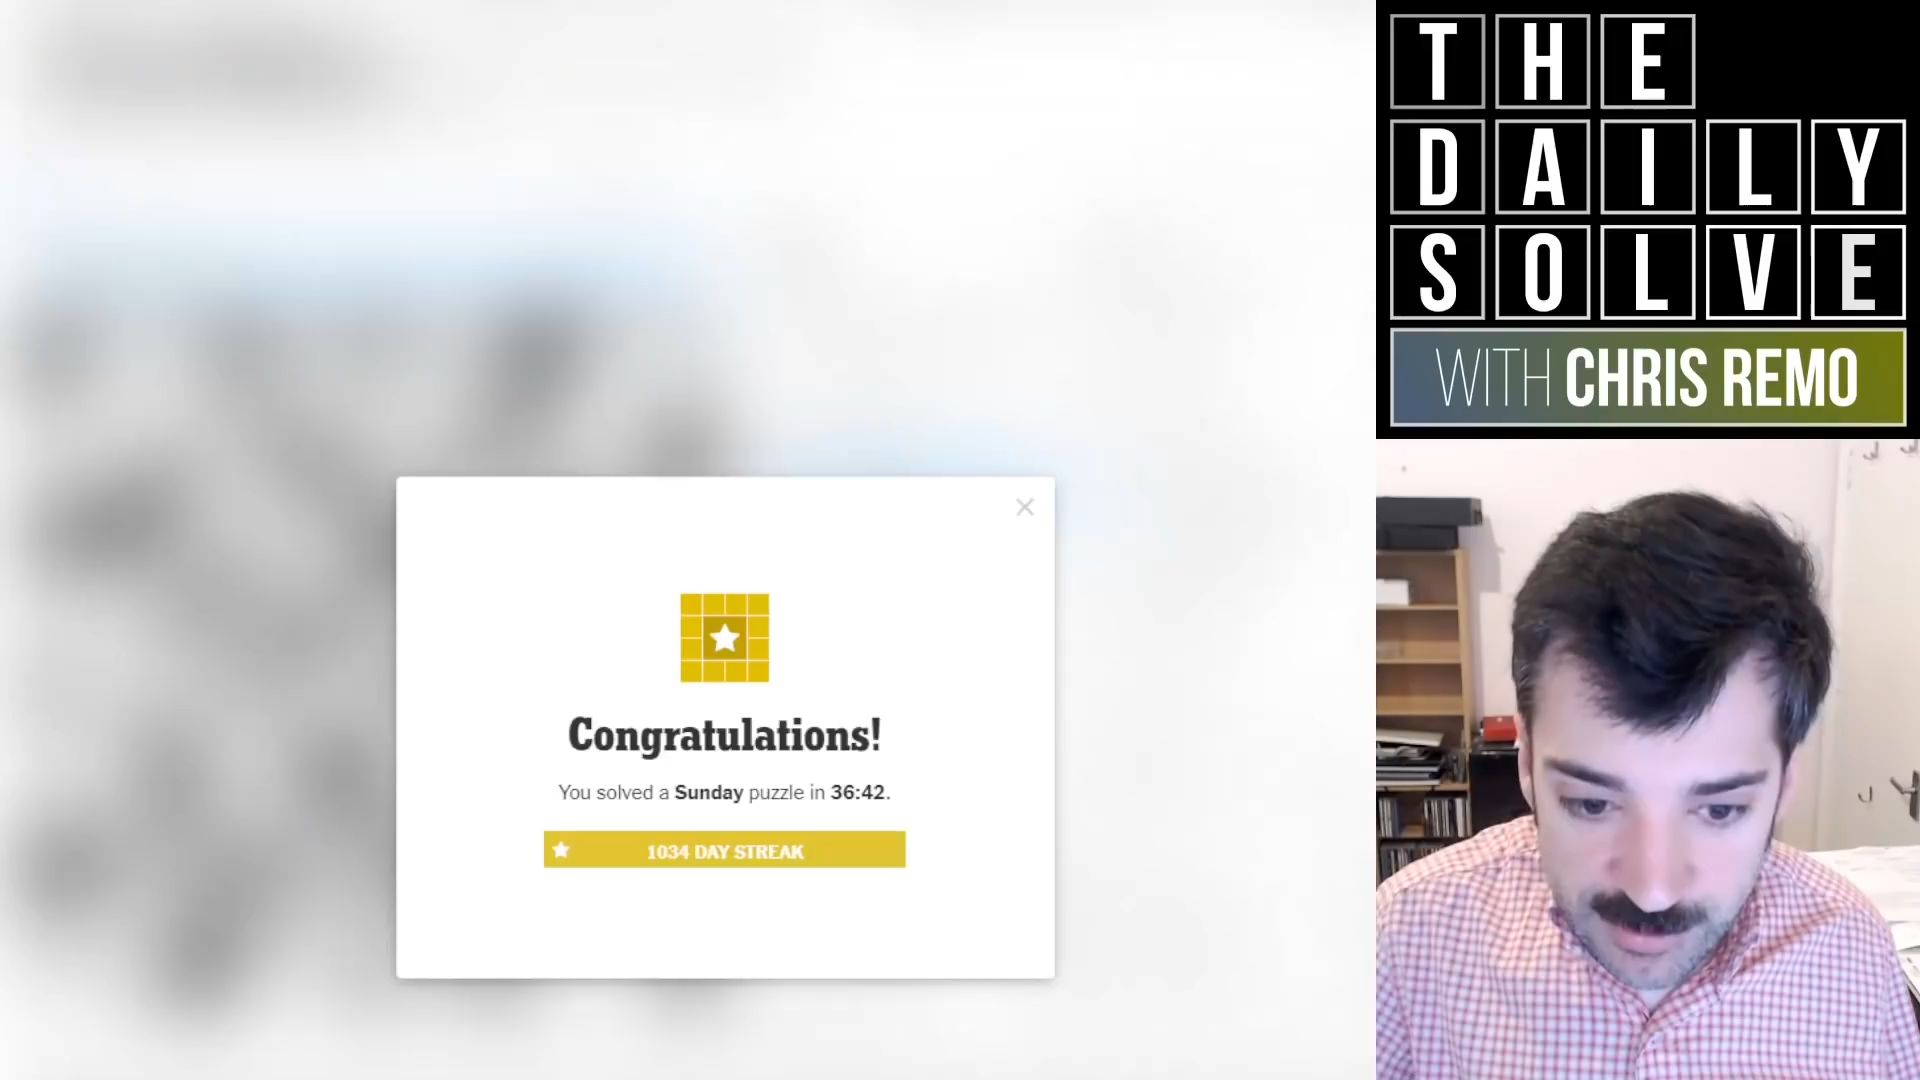 THE
DAILY
SOLVE
WITH CHRIS REMO
Congratulations!
You solved a Sunday puzzle in 36:42.
1034 DAY STREAK